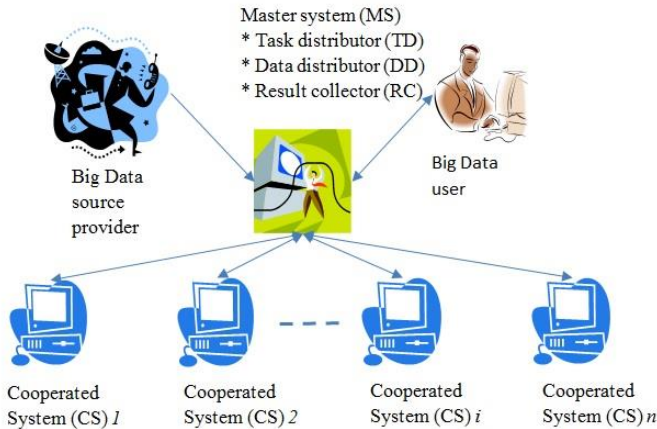 Master system (MS)
* Task distributor (TD)
* Data distributor (DD)
* Result collector (RC)
Big Data
source
provider
Big Data
user
Cooperated
System (CS) 1
Cooperated
System (CS) 2
Cooperated
System (CS) i
Cooperated
System (CS) n